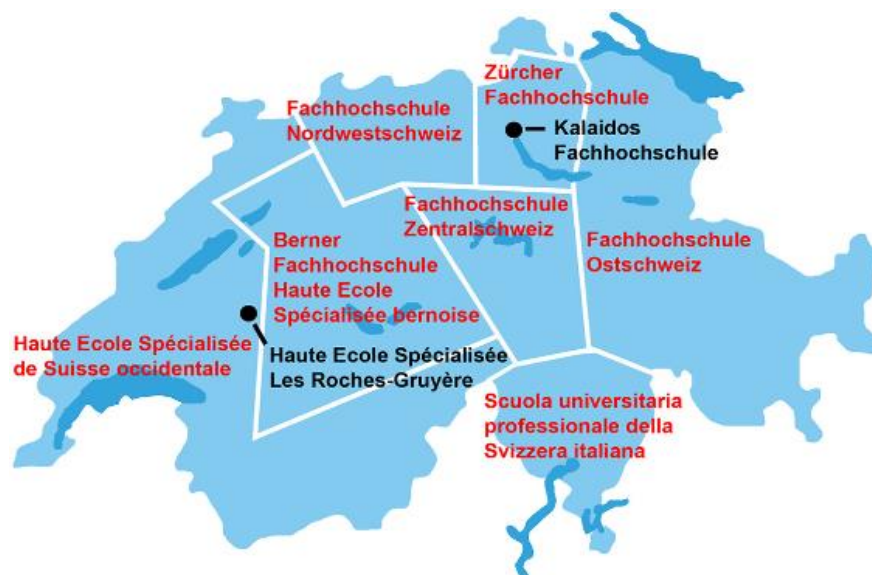 Zürcher
Fachhochschule
Kalaidos
Fachhochschule
Fachhochschule
Nordwestschweiz
Fachhochschule
Zentralschweiz
Fachhochschule
Ostschweiz
Berner
Fachhochschule
Haute Ecole
Spécialisée bernoise
Haute Ecole Spécialisée
de Suisse occidentale
Haute Ecole Spécialisée
Les Roches-Gruyère
Scuola universitaria
professionale della
Svizzera italiana